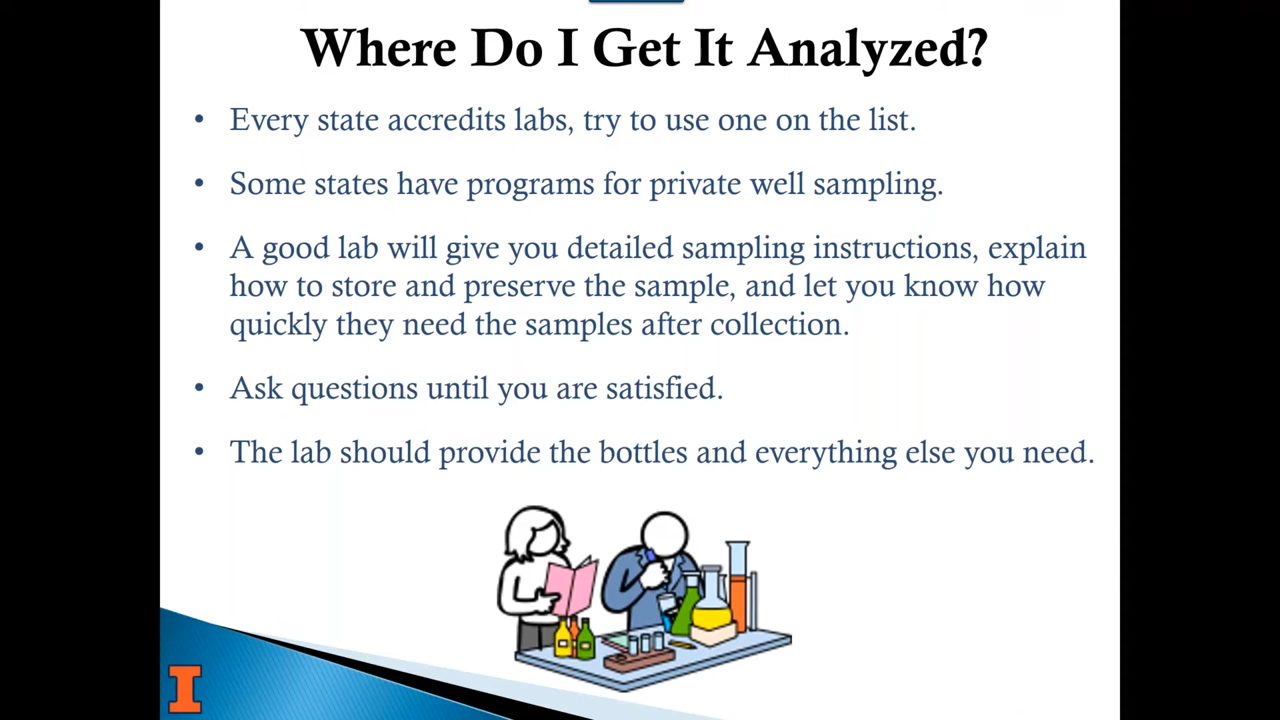 Where Do I Get It Analyzed?
• Every state accredits labs, try to use one on the list.
• Some states have programs for private well sampling.
• A good lab will give you detailed sampling instructions, explain
how to store and preserve the sample, and let you know how
quickly they need the samples after collection.
• Ask questions until you are satisfied.
• The lab should provide the bottles and everything else you need.
I